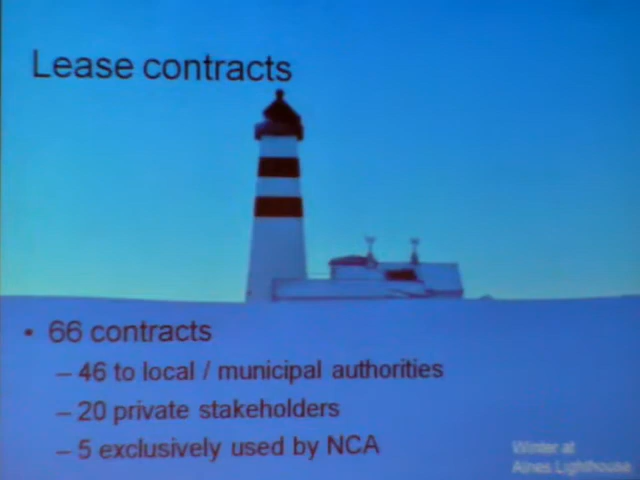 Lease contracts
• 66 contracts
– 46 to local / municipal authorities
– 20 private stakeholders
– 5 exclusively used by NCA
Winter at
Alnes Lighthouse